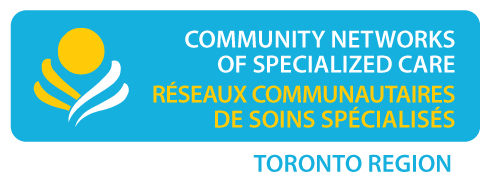 COMMUNITY NETWORKS
OF SPECIALIZED CARE
RÉSEAUX COMMUNAUTAIRES
DE SOINS SPÉCIALISÉS
TORONTO REGION